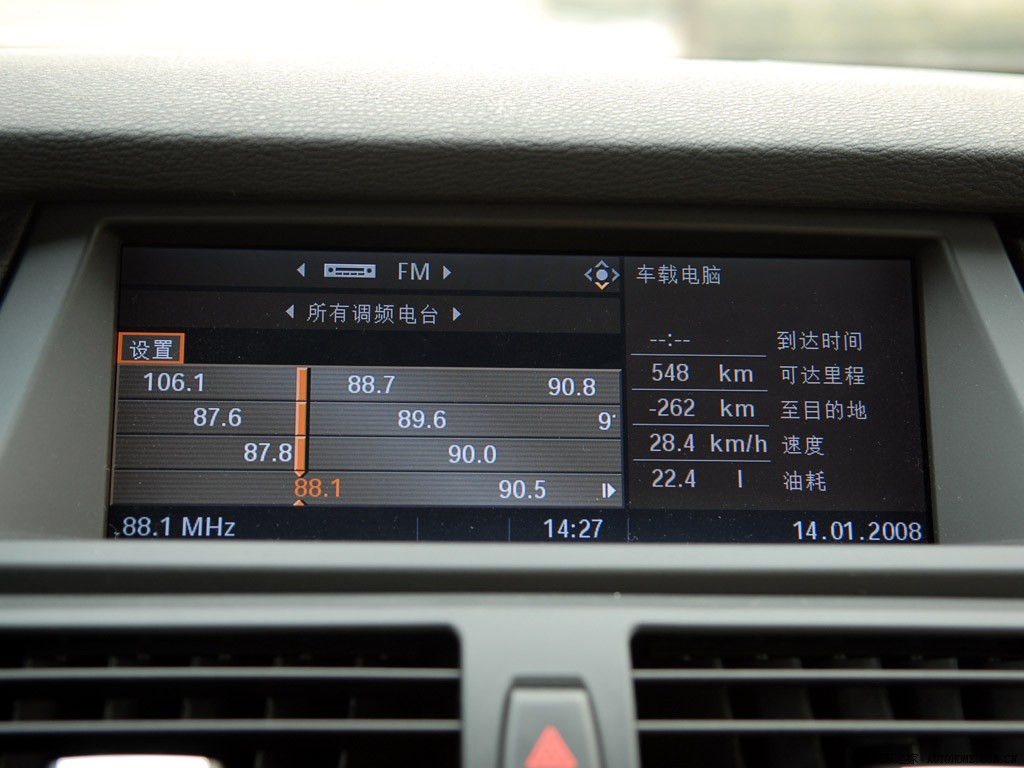 FM
所有调频电台
设置
106.1 88.7 90.8
87.6 89.6
87.8 90.0
88.1 90.5
88.1 MHz 14:27
车载电脑
--:-- 到达时间
548 km 可达里程
-262 km 至目的地
28.4 km/h 速度
22.4 l 油耗
14.01.2008